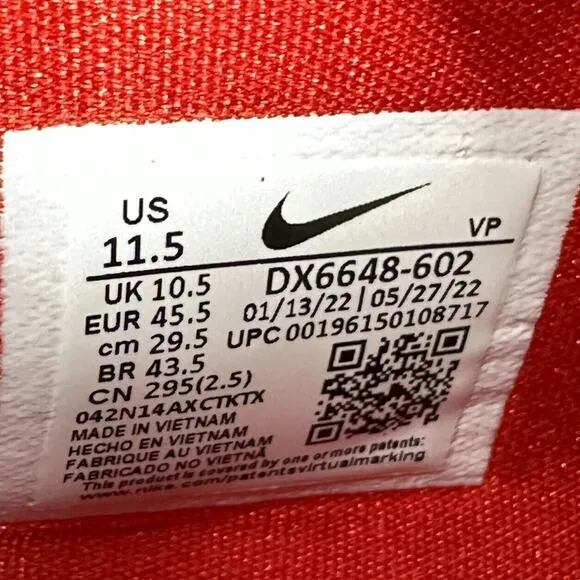 US
11.5
VP
UK 10.5
DX6648-602
EUR 45.5
01/13/22 | 05/27/22
cm 29.5
UPC 00196150108717
BR 43.5
CN 295(2.5)
042N14AXCTKTX
MADE IN VIETNAM
HECHO EN VIETNAM
FABRIQUE AU VIETNAM
FABRICADO NO VIETNÃ
This product is covered by one or more patents:
www.nike.com/patentsvirtualmarking